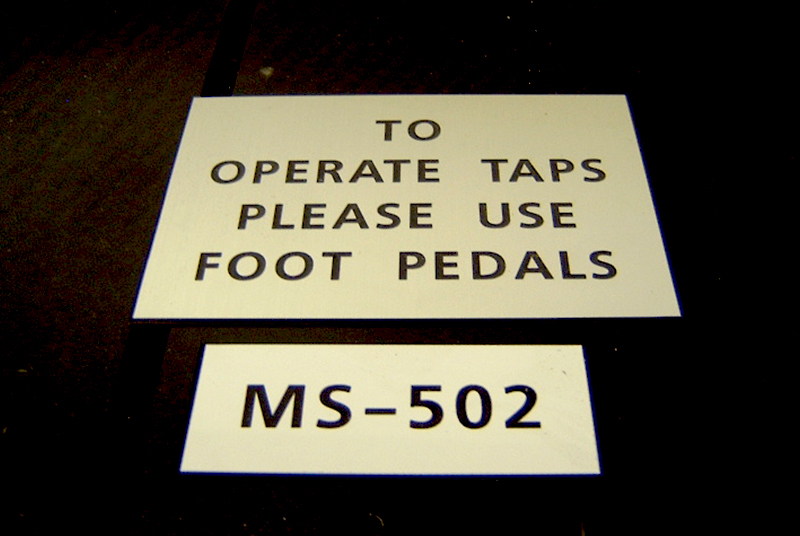 TO
OPERATE TAPS
PLEASE USE
FOOT PEDALS
MS-502